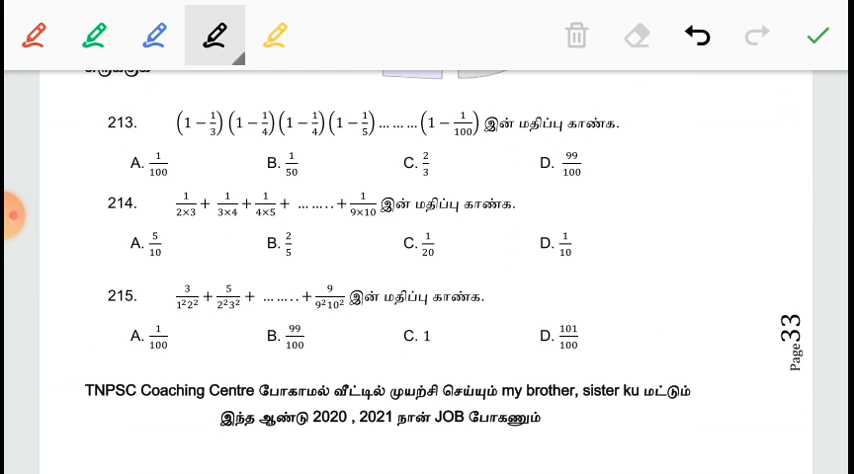 213. (1 − 1/3) (1 − 1/4) (1 − 1/4) (1 − 1/5) ......... (1 − 1/100) இன் மதிப்பு காண்க.
A. 1/100 B. 1/50 C. 2/3 D. 99/100
214. 1/2×3 + 1/3×4 + 1/4×5 + ........ + 1/9×10 இன் மதிப்பு காண்க.
A. 5/10 B. 2/5 C. 1/20 D. 1/10
215. 3/1²2² + 5/2²3² + ........ + 9/9²10² இன் மதிப்பு காண்க.
A. 1/100 B. 99/100 C. 1 D. 101/100
Page33
TNPSC Coaching Centre போகாமல் வீட்டில் முயற்சி செய்யும் my brother, sister ku மட்டும்
இந்த ஆண்டு 2020 , 2021 நான் JOB போகணும்